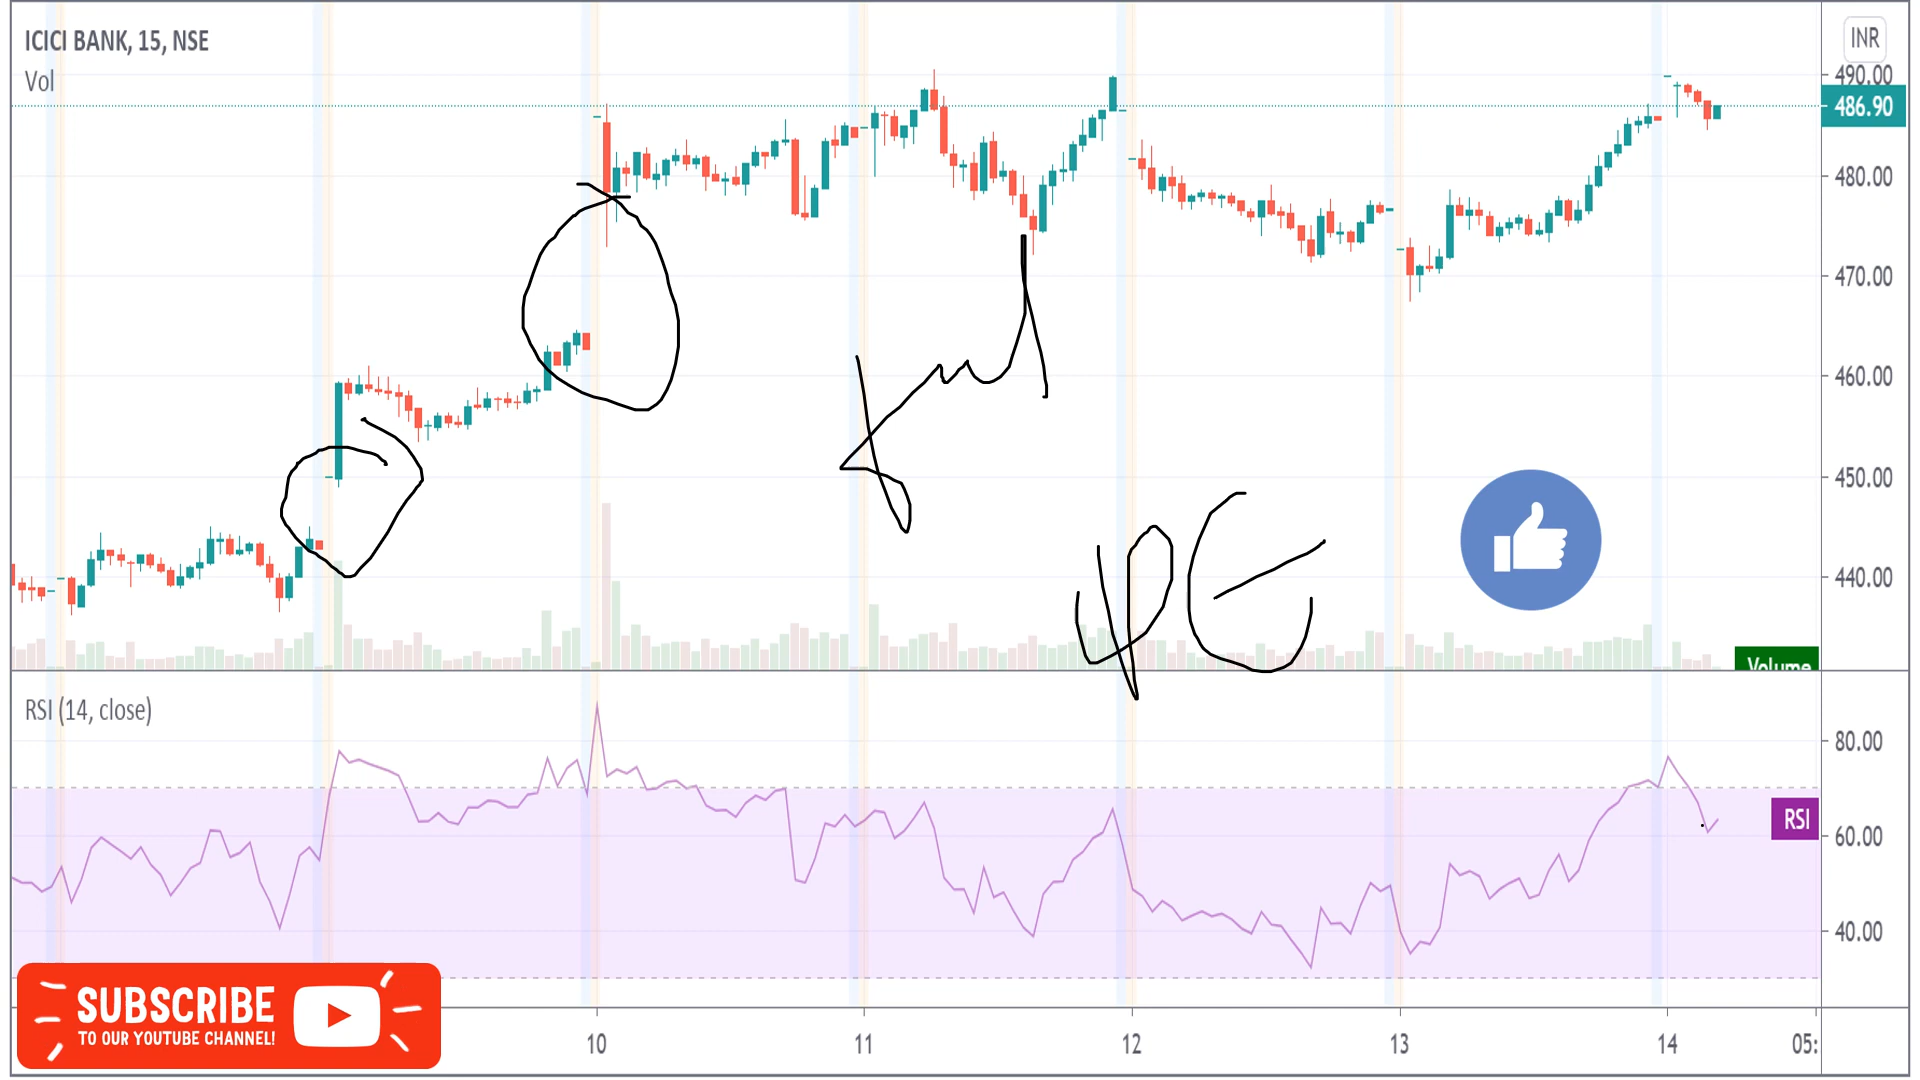 ICICI BANK, 15, NSE
INR
Vol
490.00
486.90
480.00
470.00
460.00
450.00
440.00
Volume
RSI (14, close)
80.00
RSI
60.00
40.00
SUBSCRIBE
TO OUR YOUTUBE CHANNEL!
10
11
12
13
14
05: